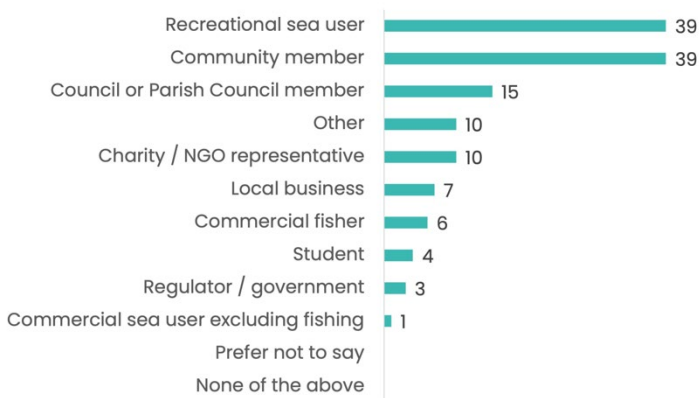 Recreational sea user 39
Community member 39
Council or Parish Council member 15
Other 10
Charity / NGO representative 10
Local business 7
Commercial fisher 6
Student 4
Regulator / government 3
Commercial sea user excluding fishing 1
Prefer not to say
None of the above